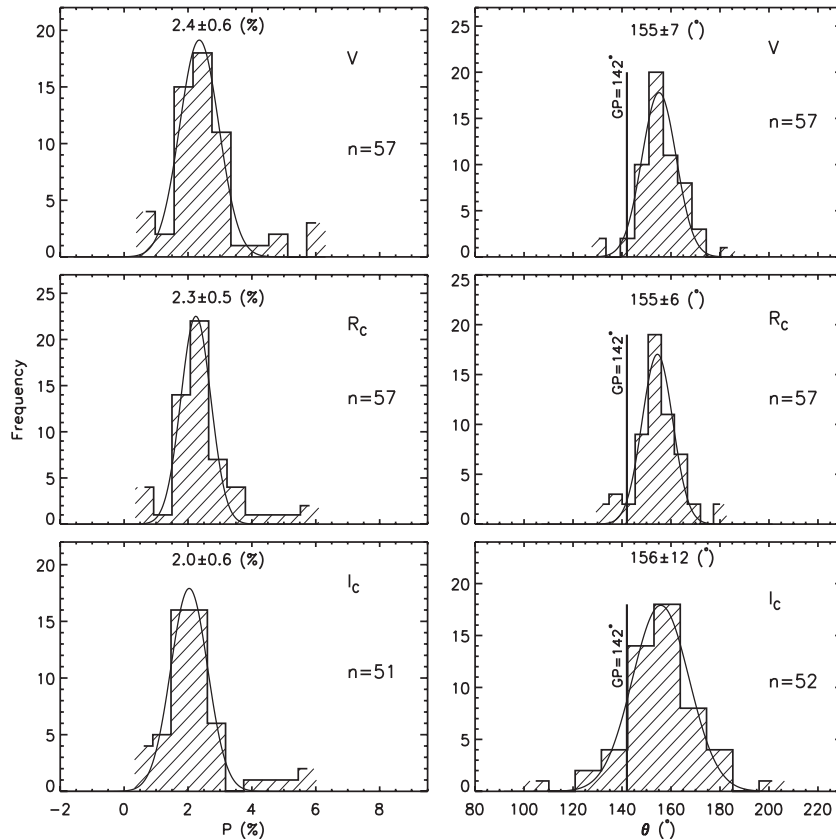 2.4±0.6 (%)
V
n=57
20
15
10
5
0
155±7 (°)
V
GP=142°
n=57
25
20
15
10
5
0
2.3±0.5 (%)
R_C
n=57
25
20
15
10
5
0
Frequency
155±6 (°)
R_C
GP=142°
n=57
25
20
15
10
5
0
2.0±0.6 (%)
I_C
n=51
20
15
10
5
0
-2 0 2 4 6 8
P (%)
156±12 (°)
I_C
GP=142°
n=52
20
15
10
5
0
80 100 120 140 160 180 200 220
θ (°)